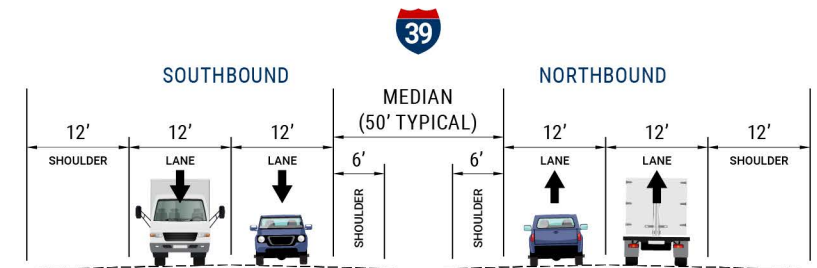 39
SOUTHBOUND
NORTHBOUND
MEDIAN
(50’ TYPICAL)
12’
12’
12’
12’
12’
12’
SHOULDER
LANE
LANE
6’
6’
LANE
LANE
SHOULDER
SHOULDER
SHOULDER